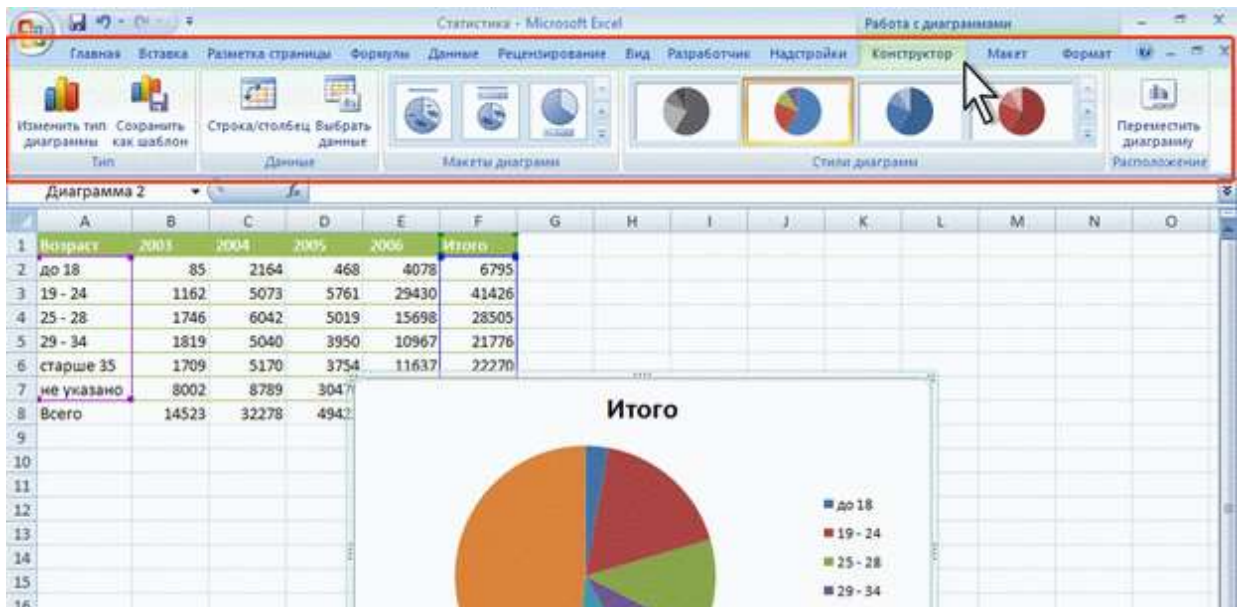 Статистика - Microsoft Excel
Работа с диаграммами
Главная Вставка Разметка страницы Формулы Данные Рецензирование Вид Разработчик Надстройки Конструктор Макет Формат
Изменить тип диаграммы
Сохранить как шаблон
Строка/столбец
Выбрать данные
Переместить диаграмму
Тип Данные Макеты диаграмм Стили диаграмм Расположение
Диаграмма 2 fx
A B C D E F G H I J K L M N O
1 Возраст 2003 2004 2005 2006 Итого
2 до 18 85 2164 468 4078 6795
3 19 - 24 1162 5073 5761 29430 41426
4 25 - 28 1746 6042 5019 15698 28505
5 29 - 34 1819 5040 3950 10967 21776
6 старше 35 1709 5170 3754 11637 22270
7 не указано 8002 8789
8 Всего 14523 32278
9
10
11
12
13
14
15
16
Итого
до 18
19 - 24
25 - 28
29 - 34